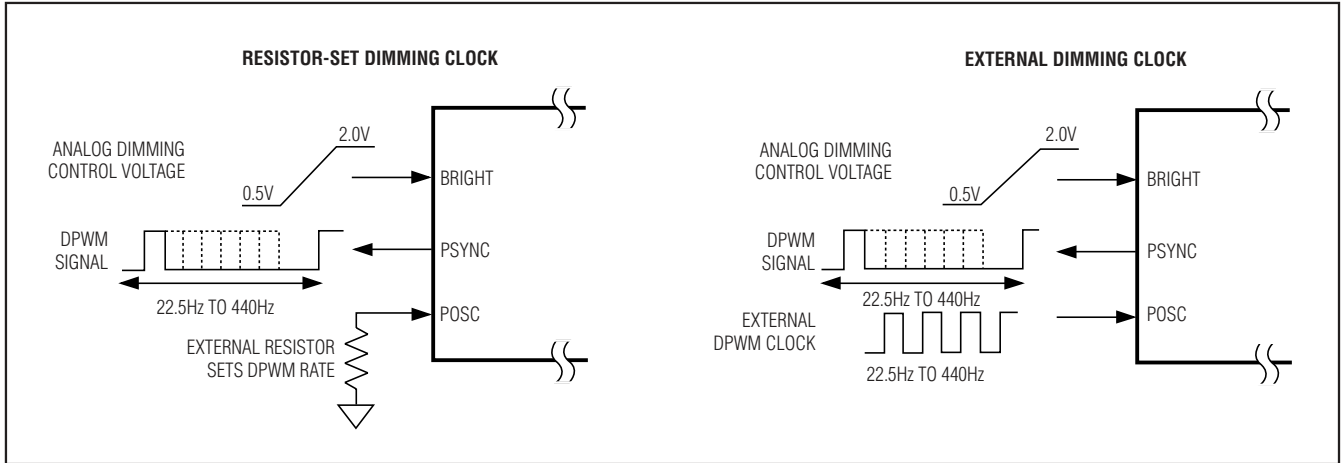 RESISTOR-SET DIMMING CLOCK
ANALOG DIMMING
CONTROL VOLTAGE
0.5V
2.0V
BRIGHT
DPWM
SIGNAL
PSYNC
22.5Hz TO 440Hz
POSC
EXTERNAL RESISTOR
SETS DPWM RATE
EXTERNAL DIMMING CLOCK
ANALOG DIMMING
CONTROL VOLTAGE
0.5V
2.0V
BRIGHT
DPWM
SIGNAL
PSYNC
22.5Hz TO 440Hz
POSC
EXTERNAL
DPWM CLOCK
22.5Hz TO 440Hz